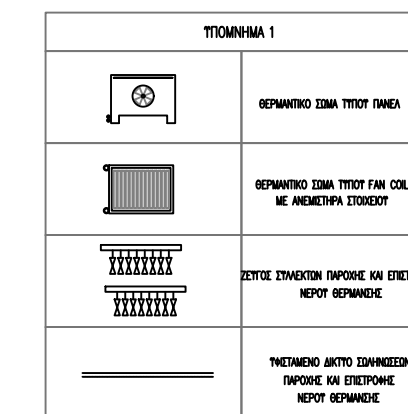 ΥΠΟΜΝΗΜΑ 1
ΘΕΡΜΑΝΤΙΚΟ ΣΩΜΑ ΤΥΠΟΥ ΠΑΝΕΛ
ΘΕΡΜΑΝΤΙΚΟ ΣΩΜΑ ΤΥΠΟΥ FAN COIL
ΜΕ ΑΝΕΜΙΣΤΗΡΑ ΣΤΟΙΧΕΙΟΥ
ΖΕΥΓΟΣ ΣΥΛΛΕΚΤΩΝ ΠΑΡΟΧΗΣ ΚΑΙ ΕΠΙΣΤ
ΝΕΡΟΥ ΘΕΡΜΑΝΣΗΣ
ΥΦΙΣΤΑΜΕΝΟ ΔΙΚΤΥΟ ΣΩΛΗΝΩΣΕΩΝ
ΠΑΡΟΧΗΣ ΚΑΙ ΕΠΙΣΤΡΟΦΗΣ
ΝΕΡΟΥ ΘΕΡΜΑΝΣΗΣ